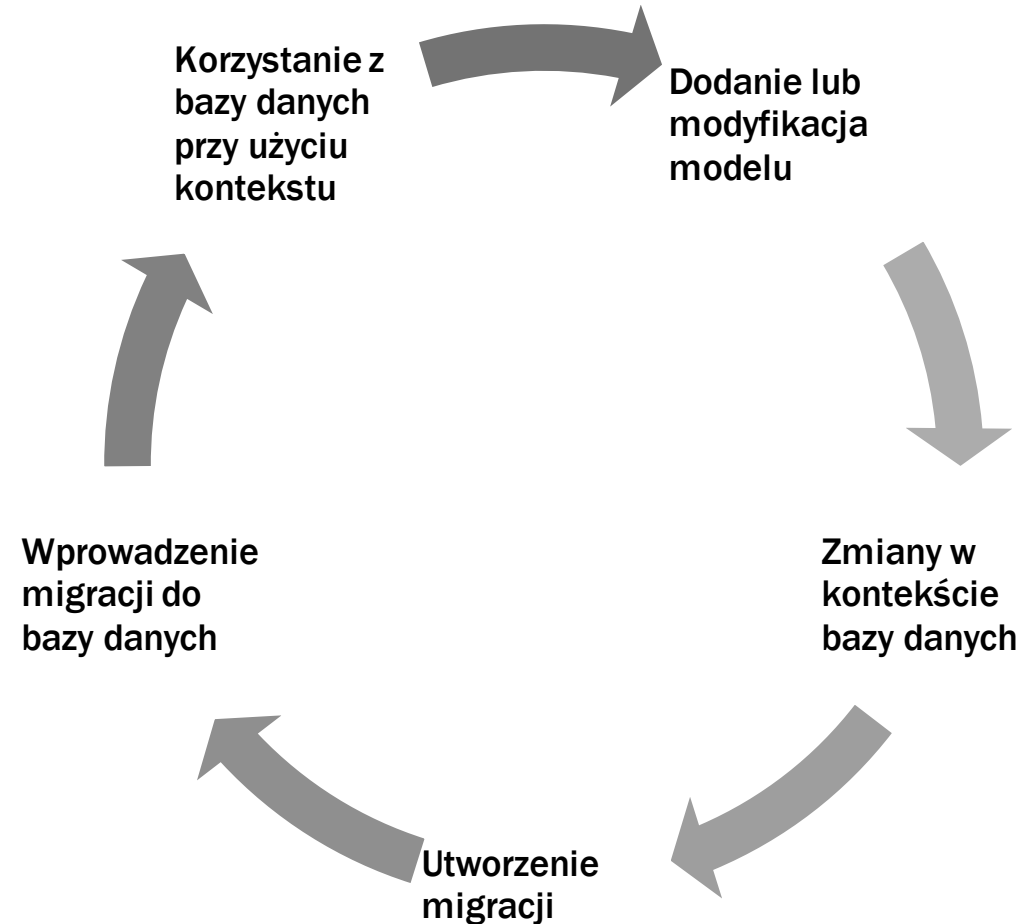 Korzystanie z
bazy danych
przy użyciu
kontekstu
Dodanie lub
modyfikacja
modelu
Zmiany w
kontekście
bazy danych
Utworzenie
migracji
Wprowadzenie
migracji do
bazy danych